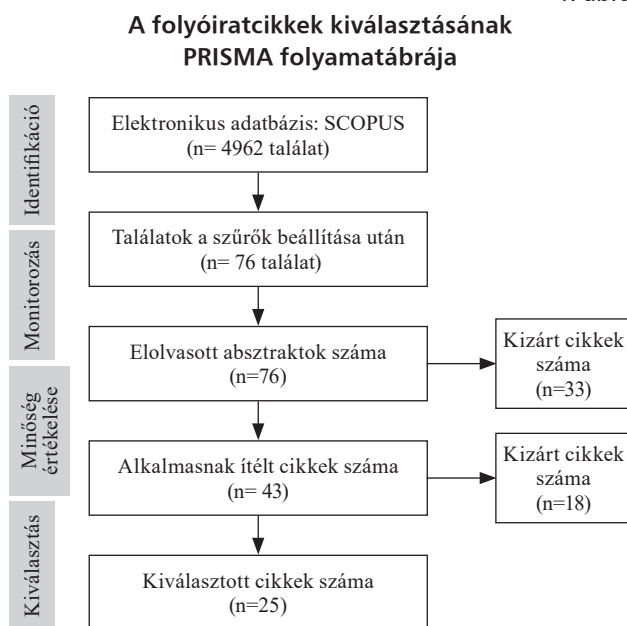 A folyóiratcikkek kiválasztásának
PRISMA folyamatábrája
Identifikáció
Elektronikus adatbázis: SCOPUS
(n= 4962 találat)
Találatok a szűrők beállítása után
(n= 76 találat)
Monitorozás
Elolvasott absztraktok száma
(n=76)
Kizárt cikkek
száma
(n=33)
Minőség
értékelése
Alkalmasnak ítélt cikkek száma
(n= 43)
Kizárt cikkek
száma
(n=18)
Kiválasztás
Kiválasztott cikkek száma
(n=25)